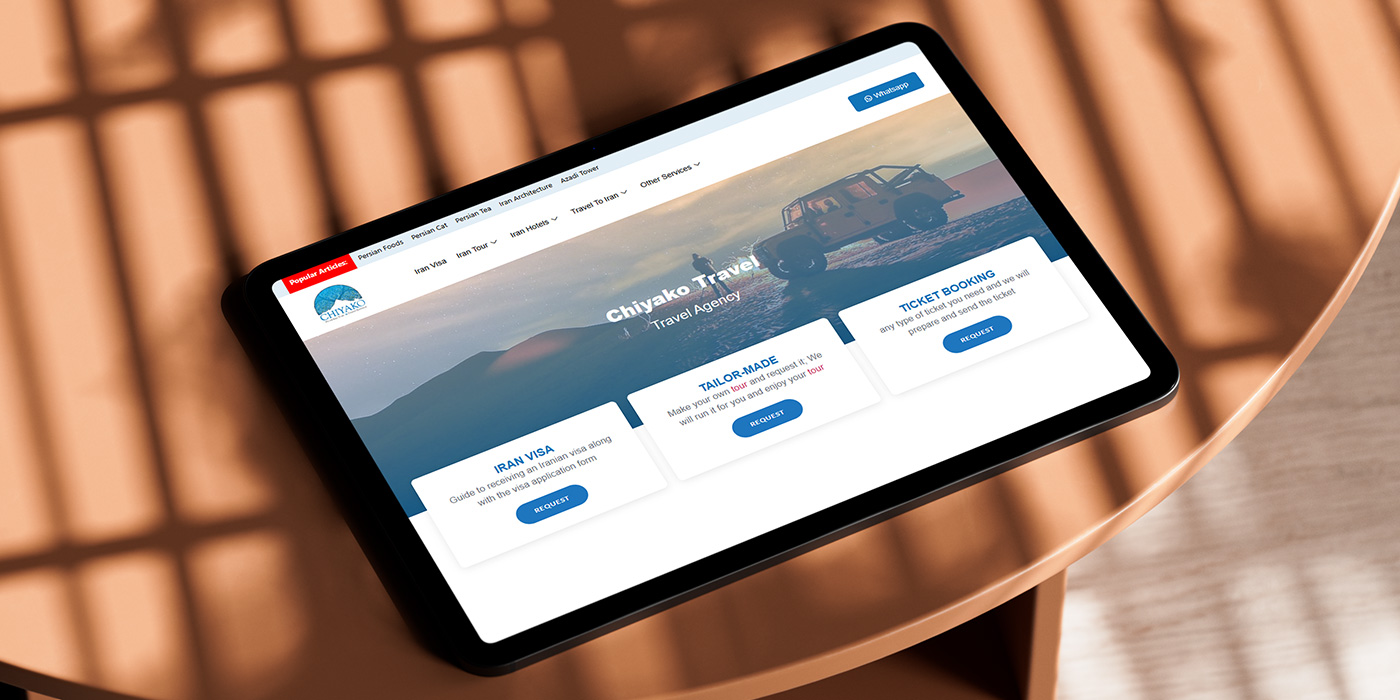 Popular Articles: Persian Foods Persian Cat Persian Tea Iran Architecture Azadi Tower
CHIYAKO
Iran Visa Iran Tour Iran Hotels Travel To Iran Other Services
Whatsapp
Chiyako Travel
Travel Agency
IRAN VISA
Guide to receiving an Iranian visa along
with the visa application form
REQUEST
TAILOR-MADE
Make your own tour and request it, We
will run it for you and enjoy your tour
REQUEST
TICKET BOOKING
any type of ticket you need and we will
prepare and send the ticket
REQUEST